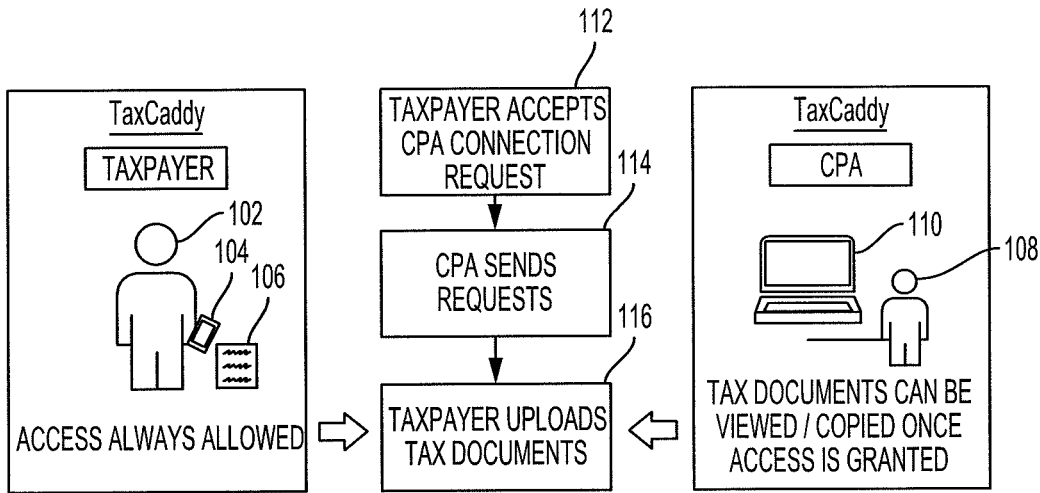 112
TaxCaddy
TAXPAYER
102
104
106
ACCESS ALWAYS ALLOWED
TAXPAYER ACCEPTS
CPA CONNECTION
REQUEST
114
CPA SENDS
REQUESTS
116
TAXPAYER UPLOADS
TAX DOCUMENTS
TaxCaddy
CPA
110
108
TAX DOCUMENTS CAN BE
VIEWED / COPIED ONCE
ACCESS IS GRANTED